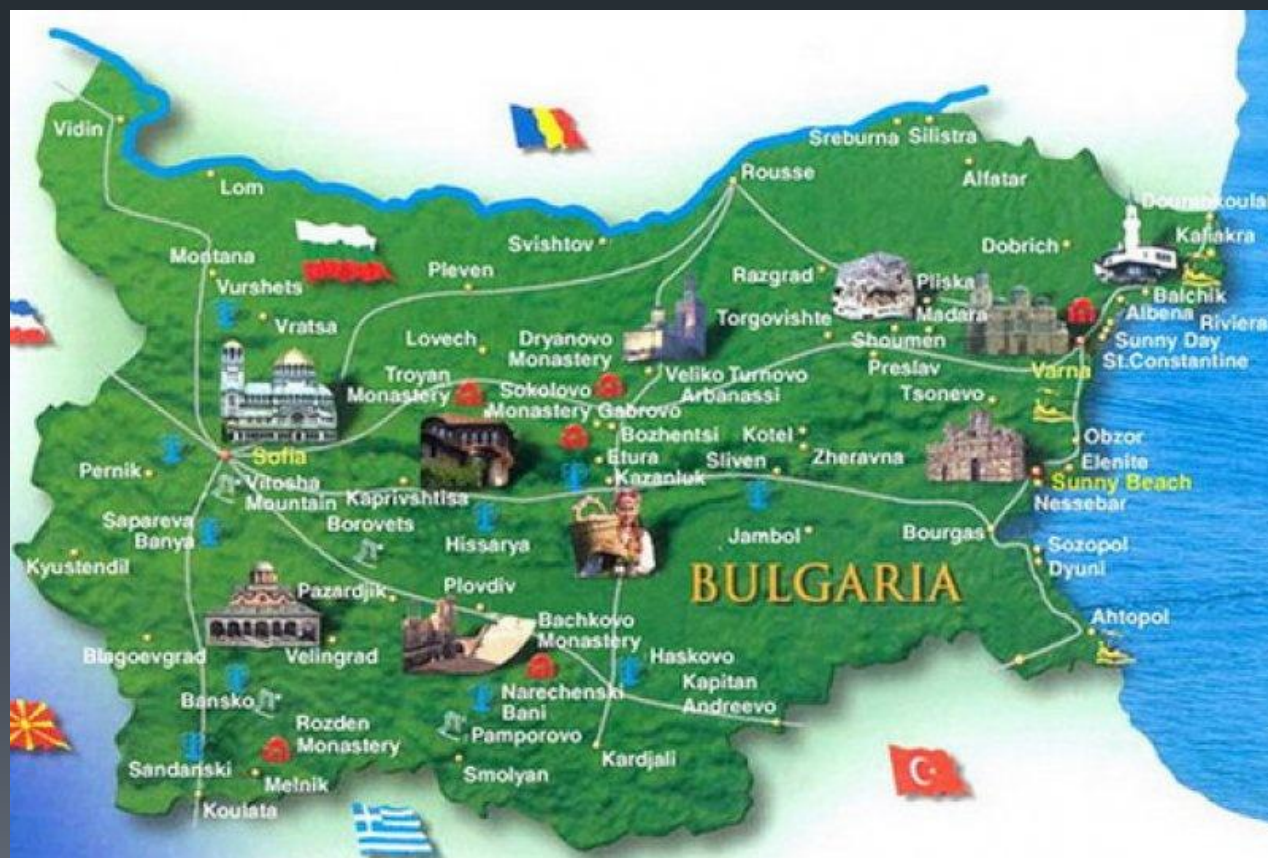 Vidin
Lom
Sreburna
Silistra
Rousse
Alfatar
Dourankoula
Montana
Svishtov
Dobrich
Kaliakra
Vurshets
Pleven
Razgrad
Pliska
Balchik
Vratsa
Torgovishte
Madara
Albena
Riviera
Lovech
Dryanovo
Monastery
Shoumen
Sunny Day
Preslav
St.Constantine
Troyan
Monastery
Sokolovo
Monastery
Gabrovo
Veliko Turnovo
Arbanassi
Varna
Tsonevo
Bozhentsi
Kotel
Obzor
Sofia
Etura
Sliven
Zheravna
Elenite
Pernik
Vitosha
Mountain
Kaprivshtisa
Kazanluk
Sunny Beach
Nessebar
Sapareva
Banya
Borovets
Hissarya
Jambol
Bourgas
Sozopol
Dyuni
Kyustendil
Pazardjik
Plovdiv
BULGARIA
Bachkovo
Monastery
Ahtopol
Blagoevgrad
Velingrad
Haskovo
Bansko
Narechenski
Bani
Kapitan
Andreevo
Rozden
Monastery
Pamporovo
Sandanski
Melnik
Smolyan
Kardjali
Koulata